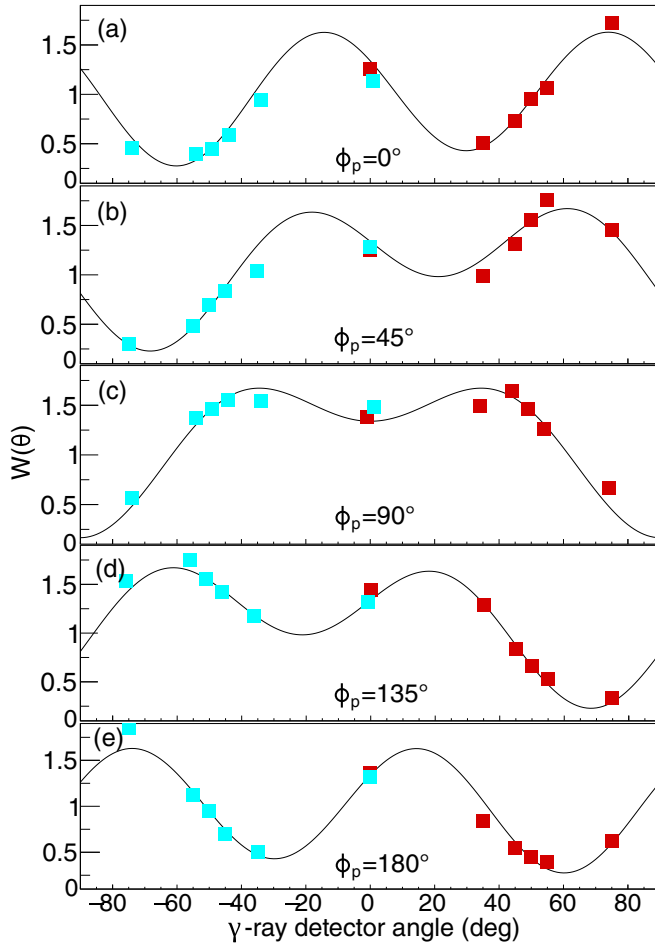 (a)
1.5
1
0.5
0
ϕp=0°
(b)
1.5
1
0.5
0
ϕp=45°
(c)
1.5
1
0.5
0
ϕp=90°
W(θ)
(d)
1.5
1
0.5
0
ϕp=135°
(e)
1.5
1
0.5
0
ϕp=180°
−80 −60 −40 −20 0 20 40 60 80
γ-ray detector angle (deg)